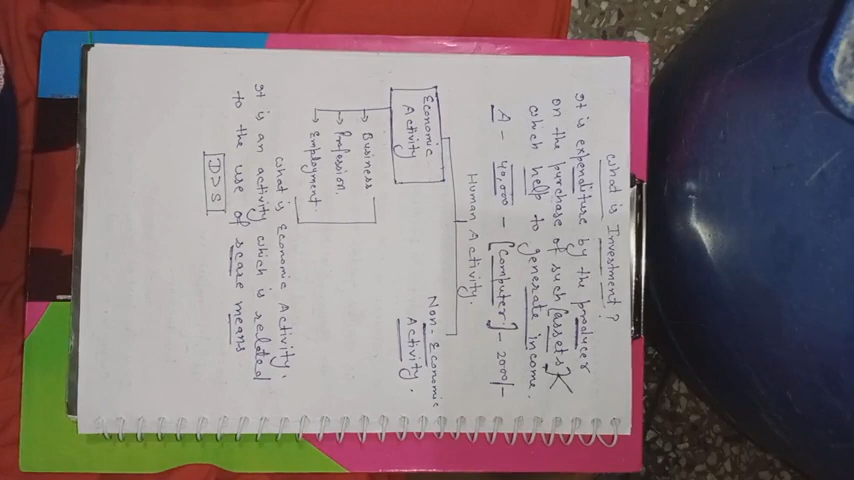 What is Investment?
It is expenditure by the producer
on the purchase of such [assets]
which help to generate income.
A - 40,000 - [Computer] - 2000/-
Human Activity.
Economic
Activity
Non-Economic
Activity.
→ Business
→ Profession.
→ Employment.
What is Economic Activity.
It is an activity which is related
to the use of scare means
D>S